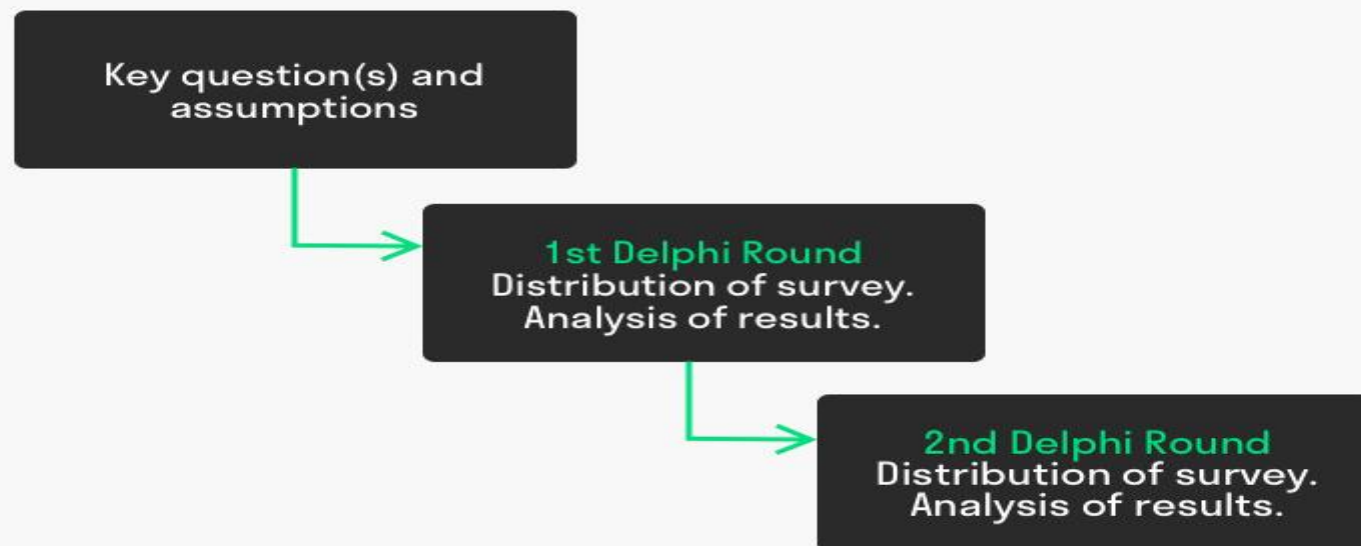 Key question(s) and
assumptions
1st Delphi Round
Distribution of survey.
Analysis of results.
2nd Delphi Round
Distribution of survey.
Analysis of results.